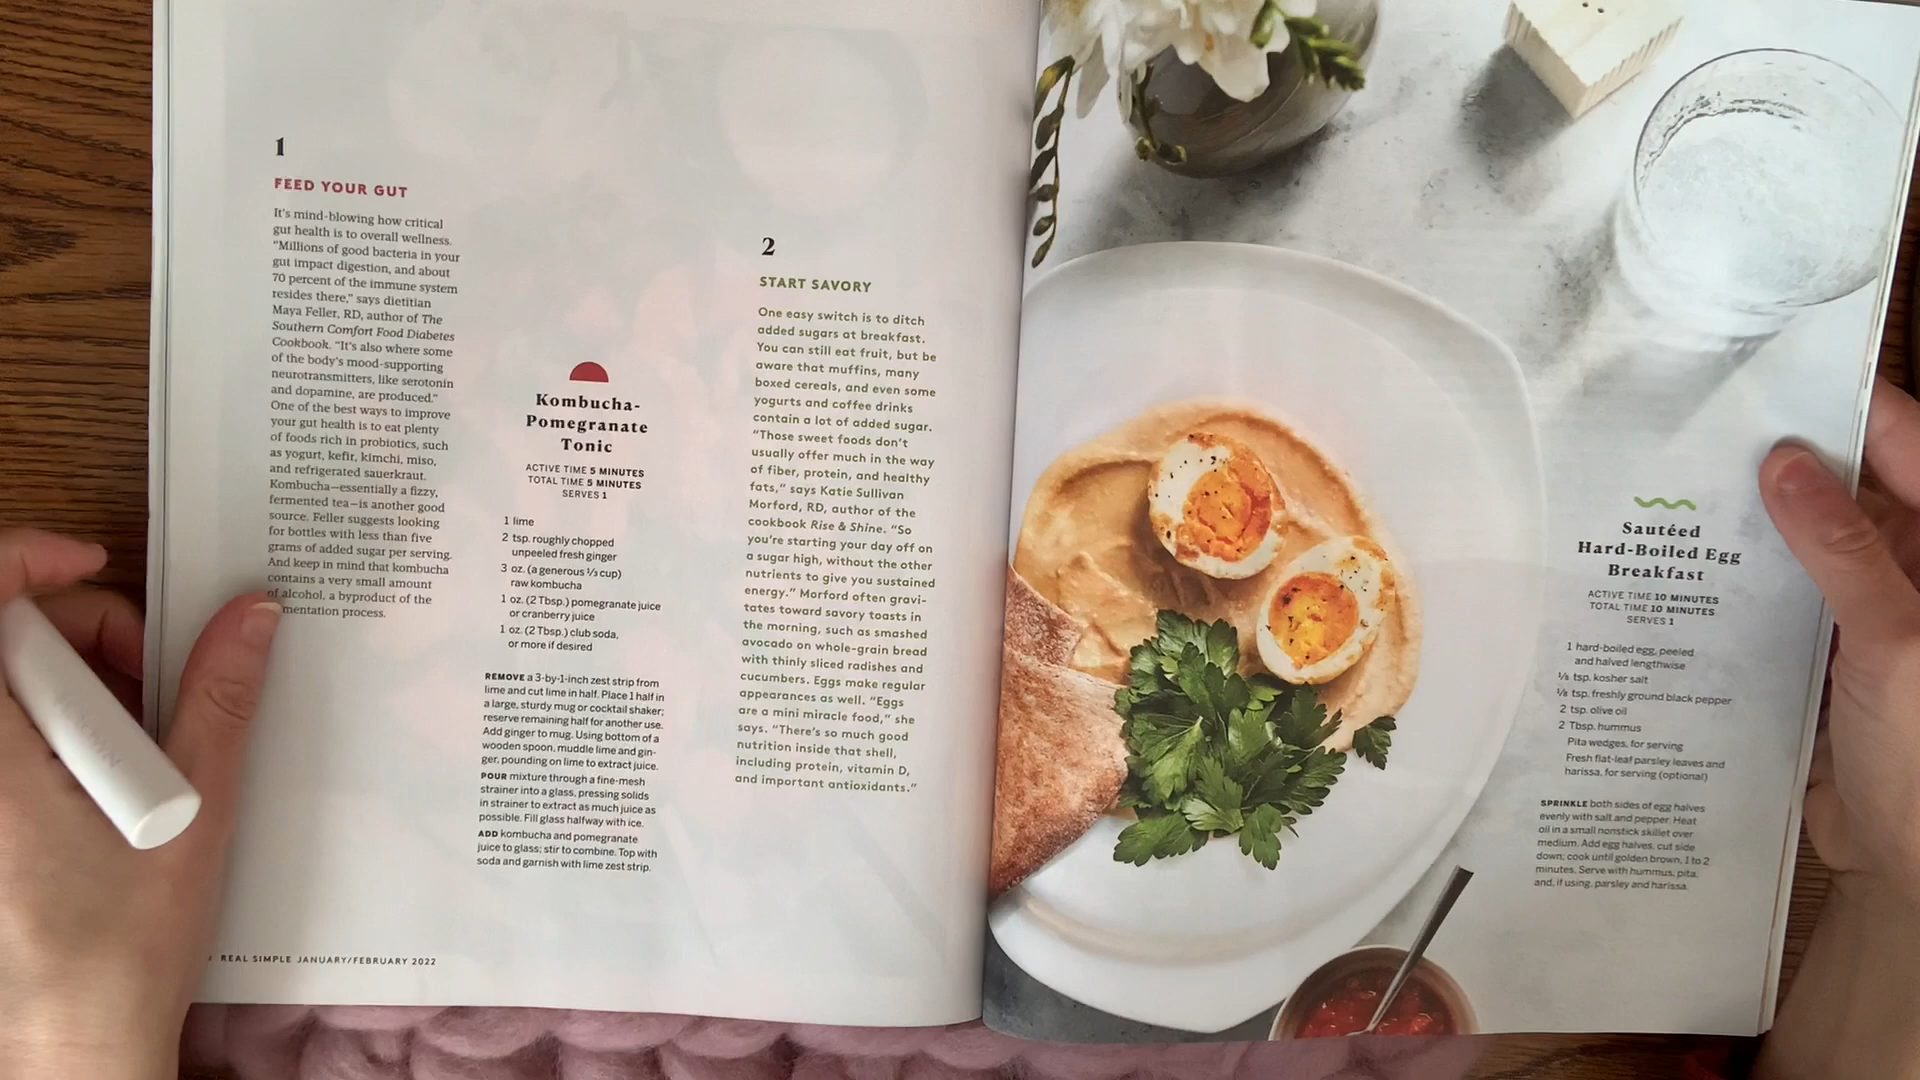 1
FEED YOUR GUT
It's mind-blowing how critical
gut health is to overall wellness.
"Millions of good bacteria in your
gut impact digestion, and about
70 percent of the immune system
resides there," says dietitian
Maya Feller, RD, author of The
Southern Comfort Food Diabetes
Cookbook. "It's also where some
of the body's mood-supporting
neurotransmitters, like serotonin
and dopamine, are produced."
One of the best ways to improve
your gut health is to eat plenty
of foods rich in probiotics, such
as yogurt, kefir, kimchi, miso,
and refrigerated sauerkraut.
Kombucha—essentially a fizzy,
fermented tea—is another good
source. Feller suggests looking
for bottles with less than five
grams of added sugar per serving.
And keep in mind that kombucha
contains a very small amount
of alcohol, a byproduct of the
mentation process.
Kombucha-
Pomegranate
Tonic
ACTIVE TIME 5 MINUTES
TOTAL TIME 5 MINUTES
SERVES 1
1 lime
2 tsp. roughly chopped
unpeeled fresh ginger
3 oz. (a generous ⅓ cup)
raw kombucha
1 oz. (2 Tbsp.) pomegranate juice
or cranberry juice
1 oz. (2 Tbsp.) club soda,
or more if desired
REMOVE a 3-by-1-inch zest strip from
lime and cut lime in half. Place 1 half in
a large, sturdy mug or cocktail shaker;
reserve remaining half for another use.
Add ginger to mug. Using bottom of a
wooden spoon, muddle lime and gin-
ger, pounding on lime to extract juice.
POUR mixture through a fine-mesh
strainer into a glass, pressing solids
in strainer to extract as much juice as
possible. Fill glass halfway with ice.
ADD kombucha and pomegranate
juice to glass; stir to combine. Top with
soda and garnish with lime zest strip.
2
START SAVORY
One easy switch is to ditch
added sugars at breakfast.
You can still eat fruit, but be
aware that muffins, many
boxed cereals, and even some
yogurts and coffee drinks
contain a lot of added sugar.
"Those sweet foods don't
usually offer much in the way
of fiber, protein, and healthy
fats," says Katie Sullivan
Morford, RD, author of the
cookbook Rise & Shine. "So
you're starting your day off on
a sugar high, without the other
nutrients to give you sustained
energy." Morford often gravi-
tates toward savory toasts in
the morning, such as smashed
avocado on whole-grain bread
with thinly sliced radishes and
cucumbers. Eggs make regular
appearances as well. "Eggs
are a mini miracle food," she
says. "There's so much good
nutrition inside that shell,
including protein, vitamin D,
and important antioxidants."
REAL SIMPLE JANUARY/FEBRUARY 2022
Sautéed
Hard-Boiled Egg
Breakfast
ACTIVE TIME 10 MINUTES
TOTAL TIME 10 MINUTES
SERVES 1
1 hard-boiled egg, peeled
and halved lengthwise
⅛ tsp. kosher salt
⅛ tsp. freshly ground black pepper
2 tsp. olive oil
2 Tbsp. hummus
Pita wedges, for serving
Fresh flat-leaf parsley leaves and
harissa, for serving (optional)
SPRINKLE both sides of egg halves
evenly with salt and pepper. Heat
oil in a small nonstick skillet over
medium. Add egg halves, cut side
down; cook until golden brown, 1 to 2
minutes. Serve with hummus, pita,
and, if using, parsley and harissa.